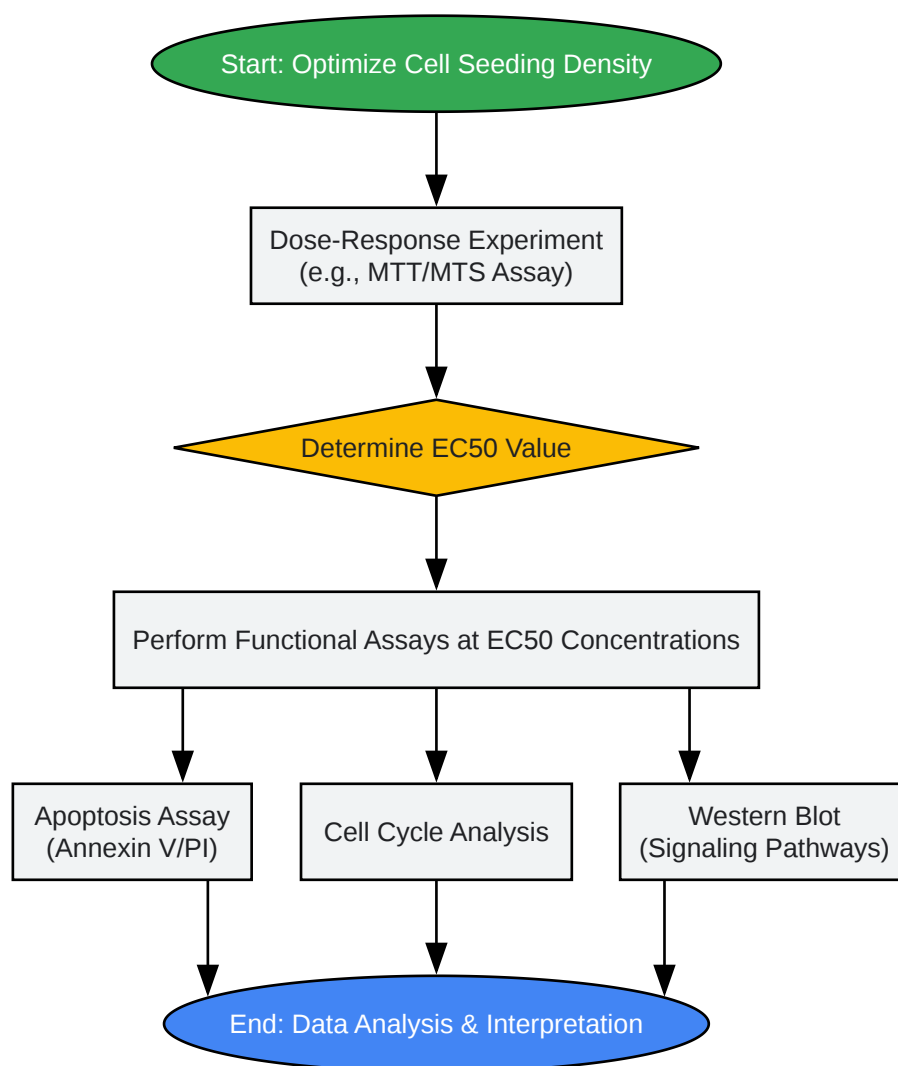 Start: Optimize Cell Seeding Density
Dose-Response Experiment
(e.g., MTT/MTS Assay)
Determine EC50 Value
Perform Functional Assays at EC50 Concentrations
Apoptosis Assay
(Annexin V/PI)
Cell Cycle Analysis
Western Blot
(Signaling Pathways)
End: Data Analysis & Interpretation